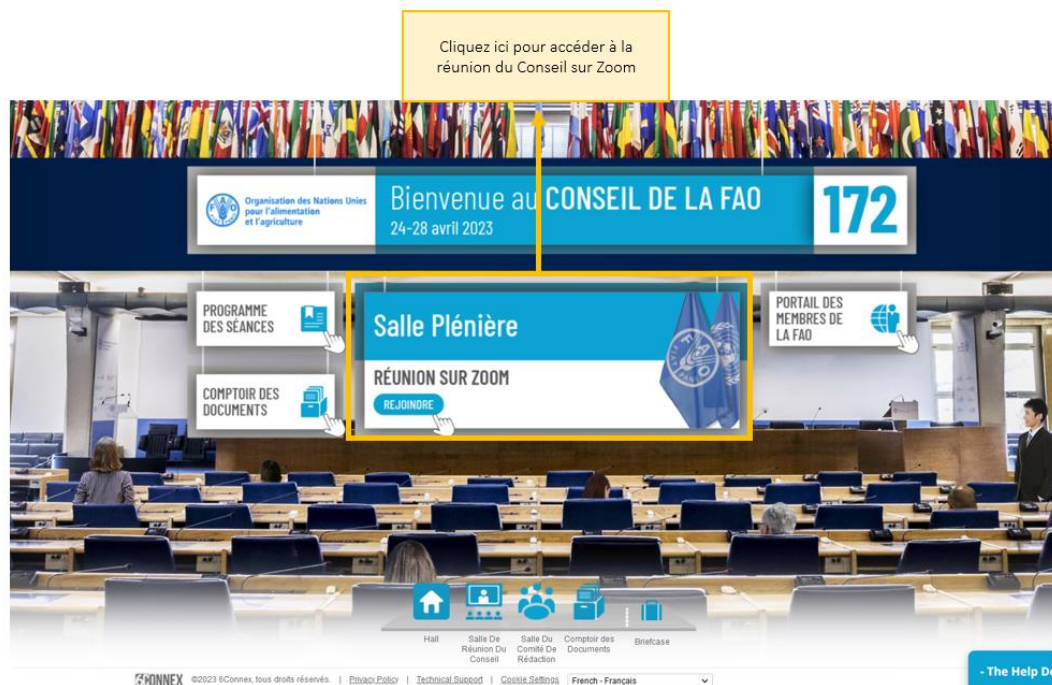 Cliquez ici pour accéder à la
réunion du Conseil sur Zoom
Organisation des Nations Unies
pour l'alimentation
et l'agriculture
Bienvenue au CONSEIL DE LA FAO
24-28 avril 2023
172
PROGRAMME
DES SÉANCES
Salle Plénière
PORTAIL DES
MEMBRES DE
LA FAO
RÉUNION SUR ZOOM
REJOINDRE
COMPTOIR DES
DOCUMENTS
Hall
Salle De
Réunion Du
Conseil
Salle Du
Comité De
Rédaction
Comptoir des
Documents
Briefcase
6CONNEX ©2023 6Connex, tous droits réservés. | Privacy Policy | Technical Support | Cookie Settings French - Français
- The Help De